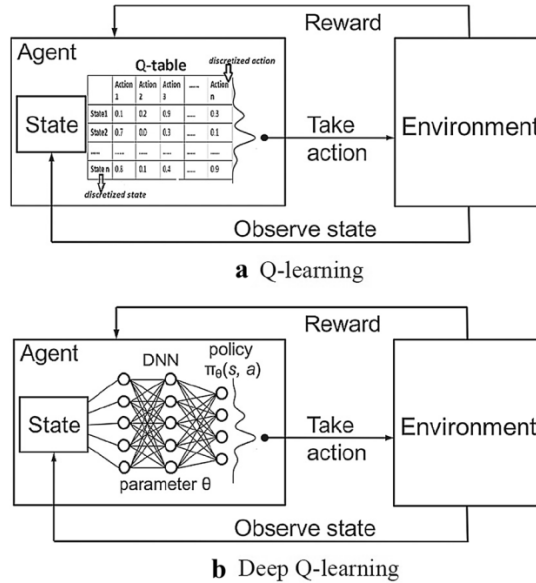 Reward
Agent
Q-table
discretized action
Action 1 Action 2 Action 3 ...... Action n
State1 0.1 0.2 0.9 ...... 0.3
State2 0.7 0.0 0.3 ...... 0.1
...... ...... ...... ...... ...... ......
State n 0.1 0.4 ...... 0.9
discretized state
State
Take
action
Environment
Observe state
a Q-learning
Reward
Agent
DNN
policy
πθ(s, a)
State
parameter θ
Take
action
Environment
Observe state
b Deep Q-learning